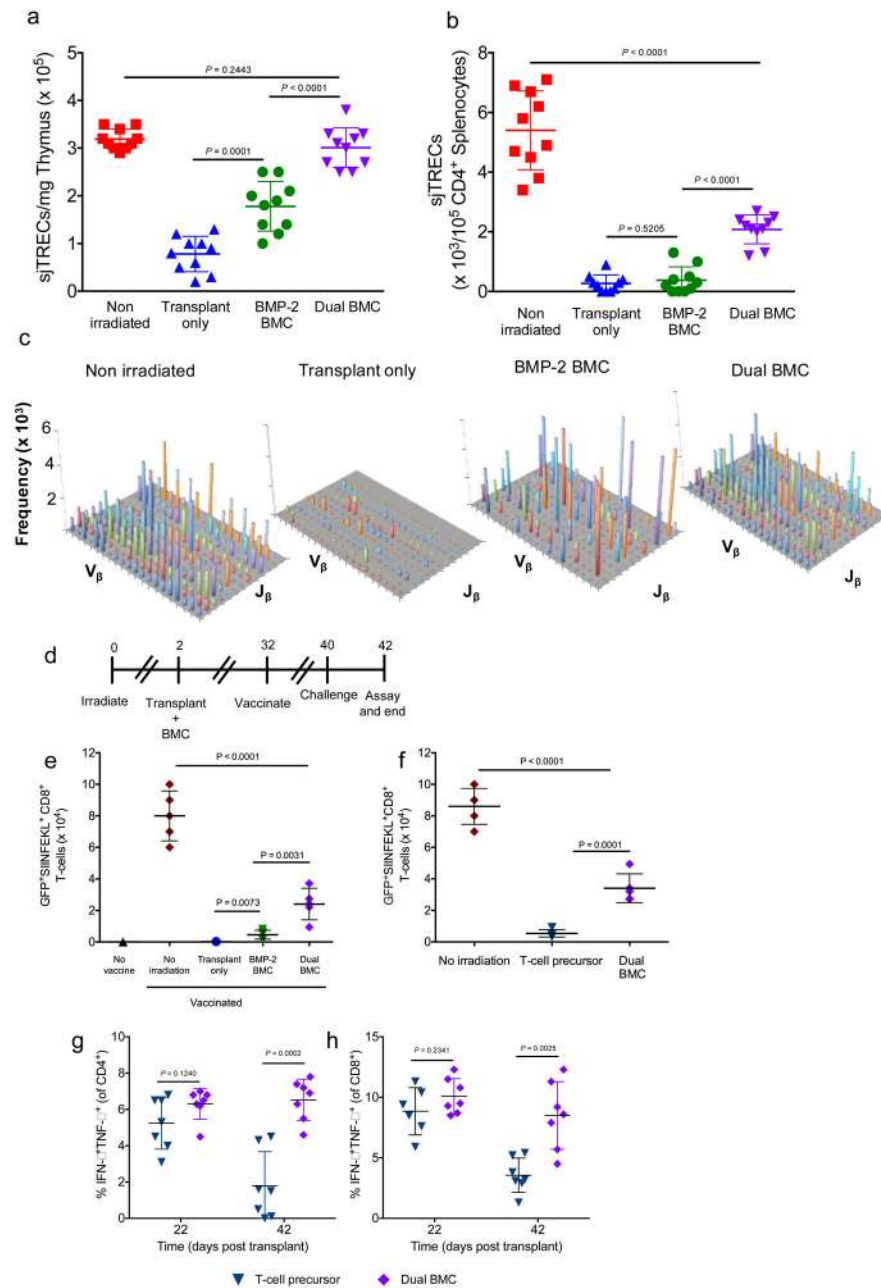 a
sjTRECs/mg Thymus (x 10⁵)
5
4
3
2
1
0
P = 0.2443
P < 0.0001
P = 0.0001
Non irradiated
Transplant only
BMP-2 BMC
Dual BMC
b
sjTRECs
(x 10³/10⁵ CD4⁺ Splenocytes)
8
6
4
2
0
P < 0.0001
P < 0.0001
P = 0.5205
Non irradiated
Transplant only
BMP-2 BMC
Dual BMC
c
Non irradiated
Transplant only
BMP-2 BMC
Dual BMC
Frequency (x 10³)
6
4
2
Vβ
Jβ
Vβ
Jβ
Vβ
Jβ
Vβ
Jβ
d
0
2
32
40
42
Irradiate
Transplant
+
BMC
Vaccinate
Challenge
Assay
and end
e
GFP⁺SIINFEKL⁺ CD8⁺
T-cells (x 10⁴)
12
10
8
6
4
2
0
P < 0.0001
P = 0.0031
P = 0.0073
No vaccine
No irradiation
Transplant only
BMP-2 BMC
Dual BMC
Vaccinated
f
GFP⁺SIINFEKL⁺CD8⁺
T-cells (x 10⁴)
12
10
8
6
4
2
0
P < 0.0001
P = 0.0001
No irradiation
T-cell precursor
Dual BMC
g
% IFN-□⁺TNF-□⁺ (of CD4⁺)
10
8
6
4
2
0
P = 0.1240
P = 0.0002
22
42
Time (days post transplant)
h
% IFN-□⁺TNF-□⁺ (of CD8⁺)
15
10
5
0
P = 0.2341
P = 0.0025
22
42
Time (days post transplant)
T-cell precursor
Dual BMC